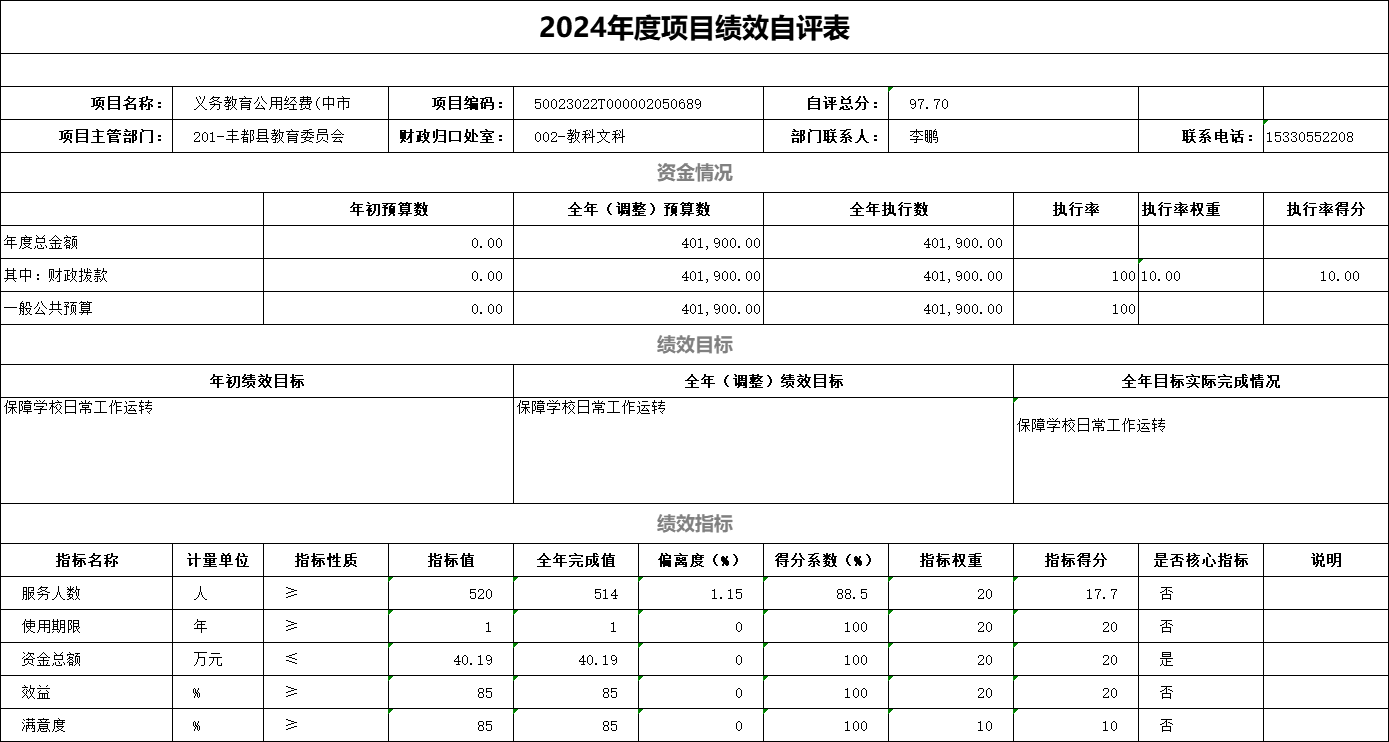 2024年度项目绩效自评表
项目名称： 义务教育公用经费(中市 项目编码： 50023022T000002050689 自评总分： 97.70
项目主管部门： 201-丰都县教育委员会 财政归口处室： 002-教科文科 部门联系人： 李鹏 联系电话： 15330552208
资金情况
年初预算数 全年（调整）预算数 全年执行数 执行率 执行率权重 执行率得分
年度总金额 0.00 401,900.00 401,900.00
其中：财政拨款 0.00 401,900.00 401,900.00 100 10.00 10.00
一般公共预算 0.00 401,900.00 401,900.00 100
绩效目标
年初绩效目标 全年（调整）绩效目标 全年目标实际完成情况
保障学校日常工作运转 保障学校日常工作运转 保障学校日常工作运转
绩效指标
指标名称 计量单位 指标性质 指标值 全年完成值 偏离度（%） 得分系数（%） 指标权重 指标得分 是否核心指标 说明
服务人数 人 ≥ 520 514 1.15 88.5 20 17.7 否
使用期限 年 ≥ 1 1 0 100 20 20 否
资金总额 万元 ≤ 40.19 40.19 0 100 20 20 是
效益 % ≥ 85 85 0 100 20 20 否
满意度 % ≥ 85 85 0 100 10 10 否